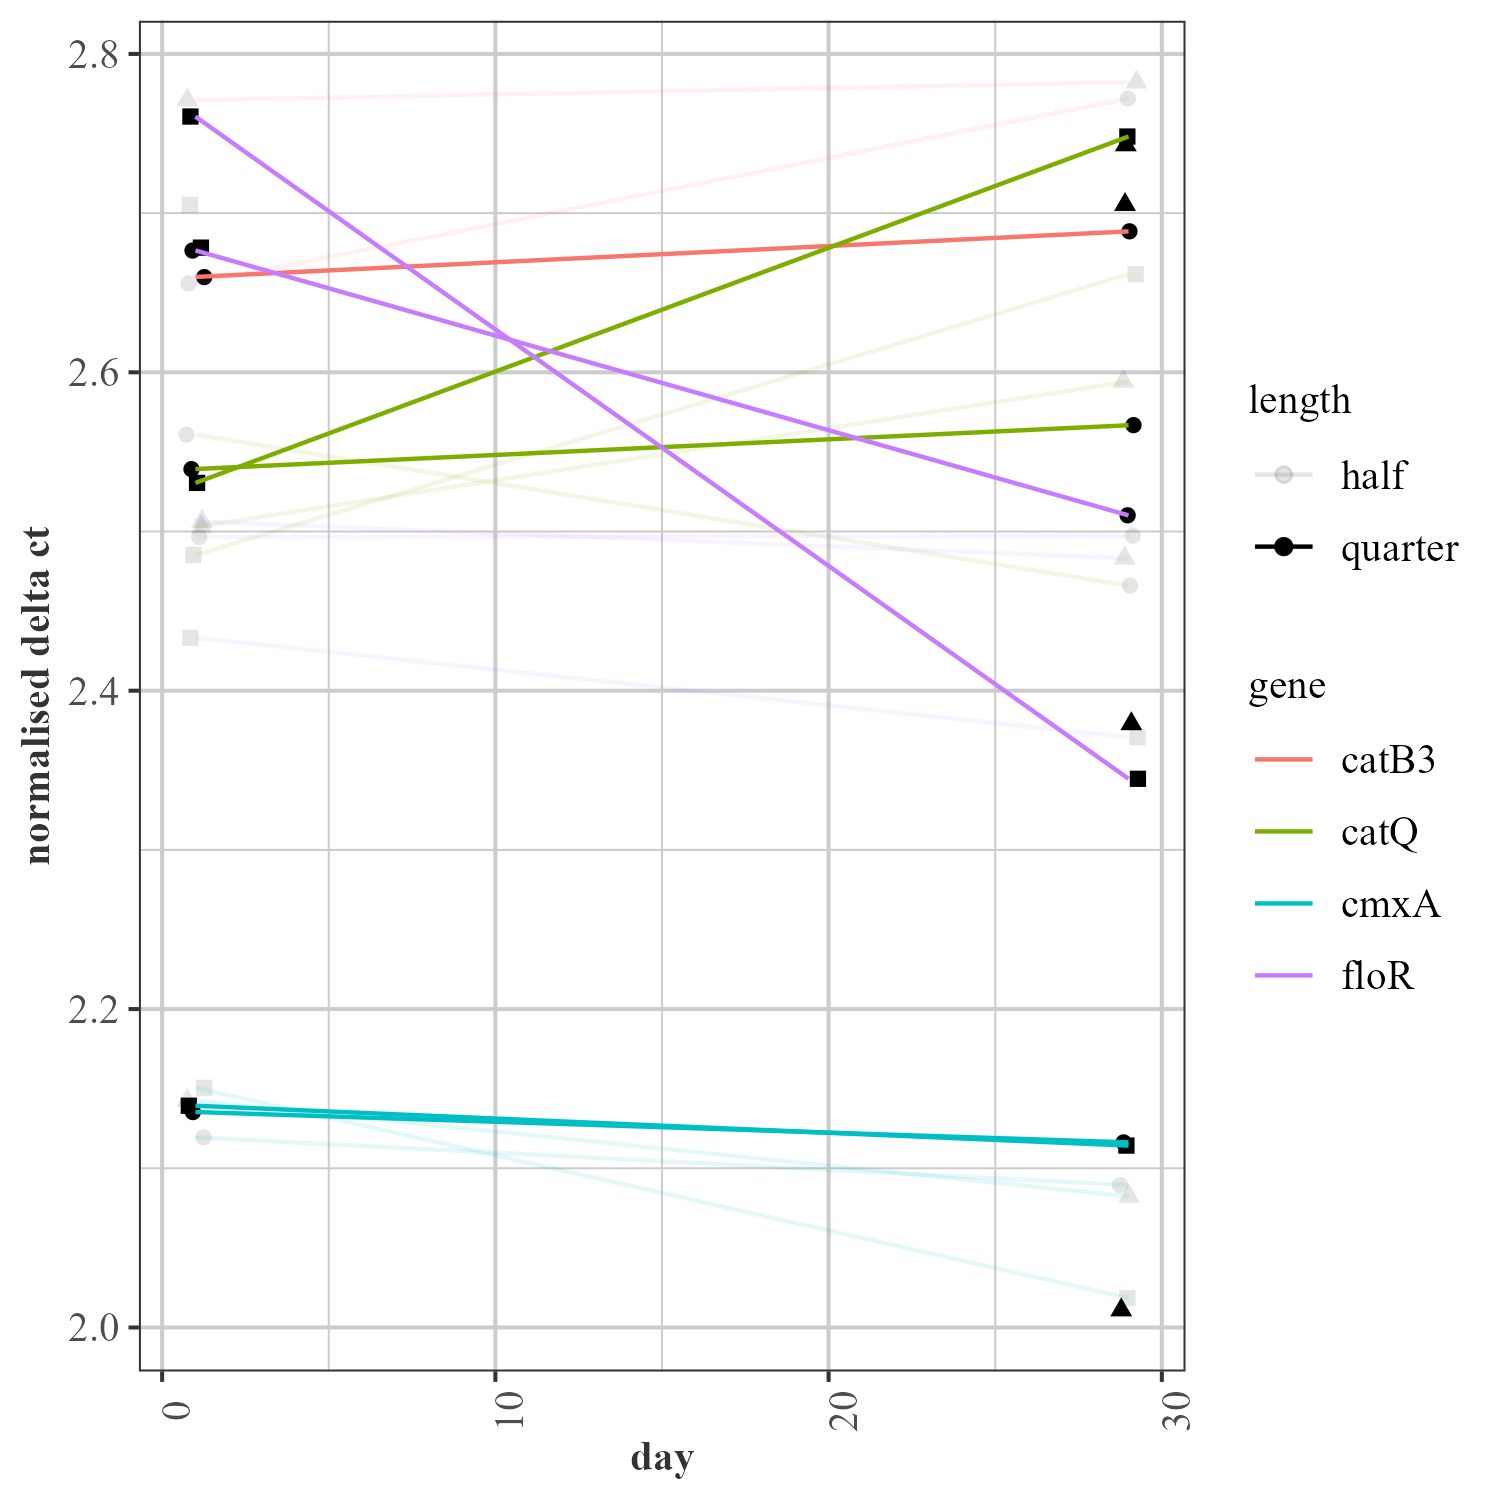 2.8
2.6
2.4
2.2
2.0
normalised delta ct
0
10
20
30
day
length
half
quarter
gene
catB3
catQ
cmxA
floR